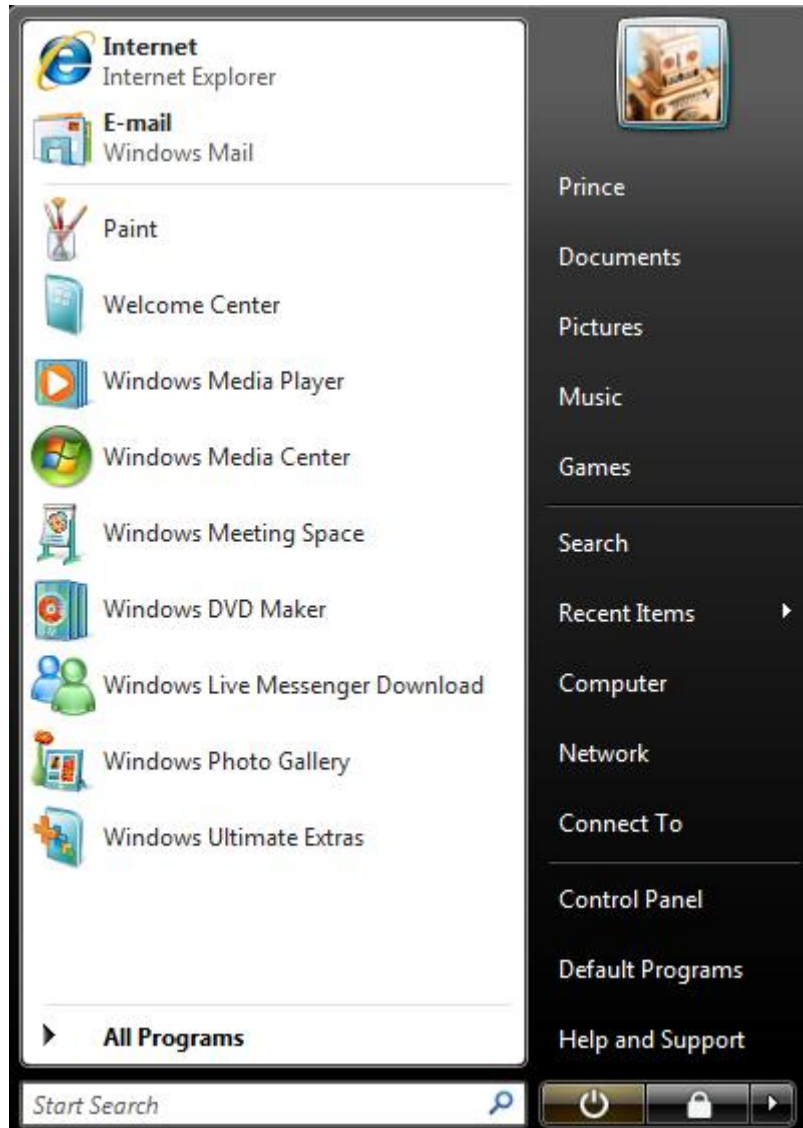 Internet
Internet Explorer
E-mail
Windows Mail
Paint
Welcome Center
Windows Media Player
Windows Media Center
Windows Meeting Space
Windows DVD Maker
Windows Live Messenger Download
Windows Photo Gallery
Windows Ultimate Extras
All Programs
Start Search
Prince
Documents
Pictures
Music
Games
Search
Recent Items
Computer
Network
Connect To
Control Panel
Default Programs
Help and Support